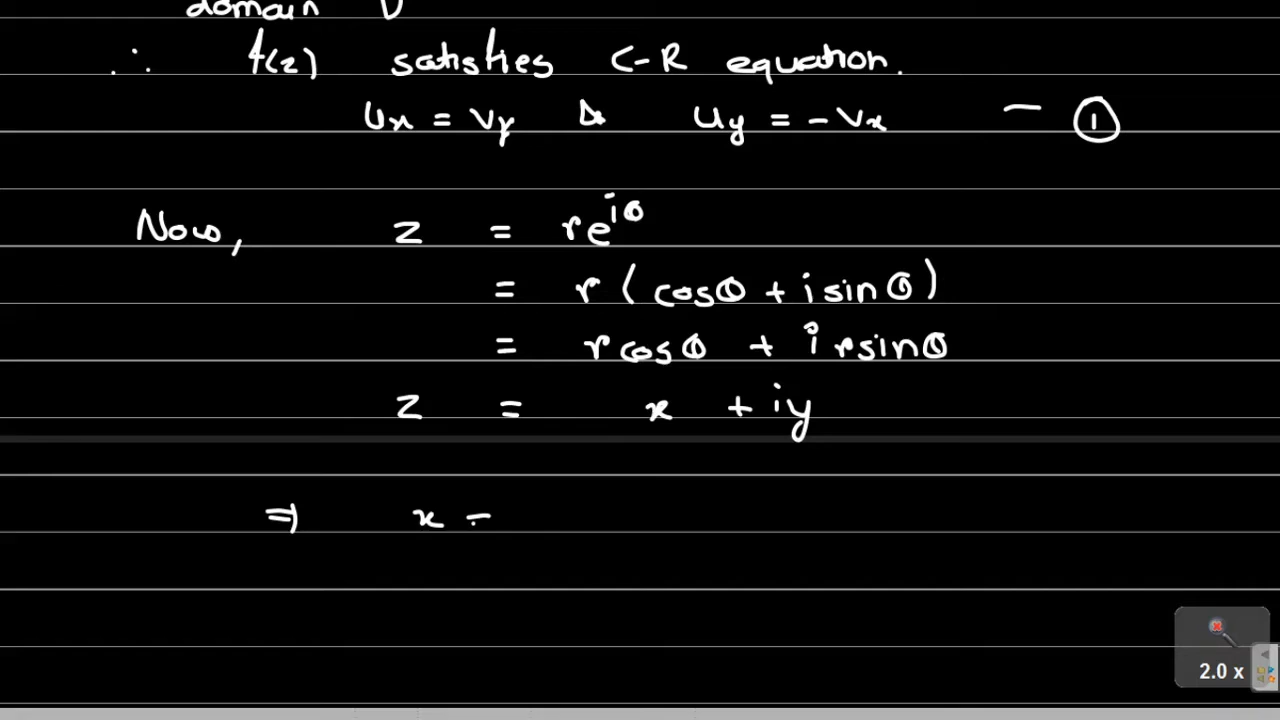 domain D
∴ f(z) satisfies C-R equation.
Ux = Vy & Uy = -Vx — ①
Now, z = re^{iθ}
= r(cosθ + i sinθ)
= r cosθ + i r sinθ
z = x + iy
⇒ x =
2.0 x